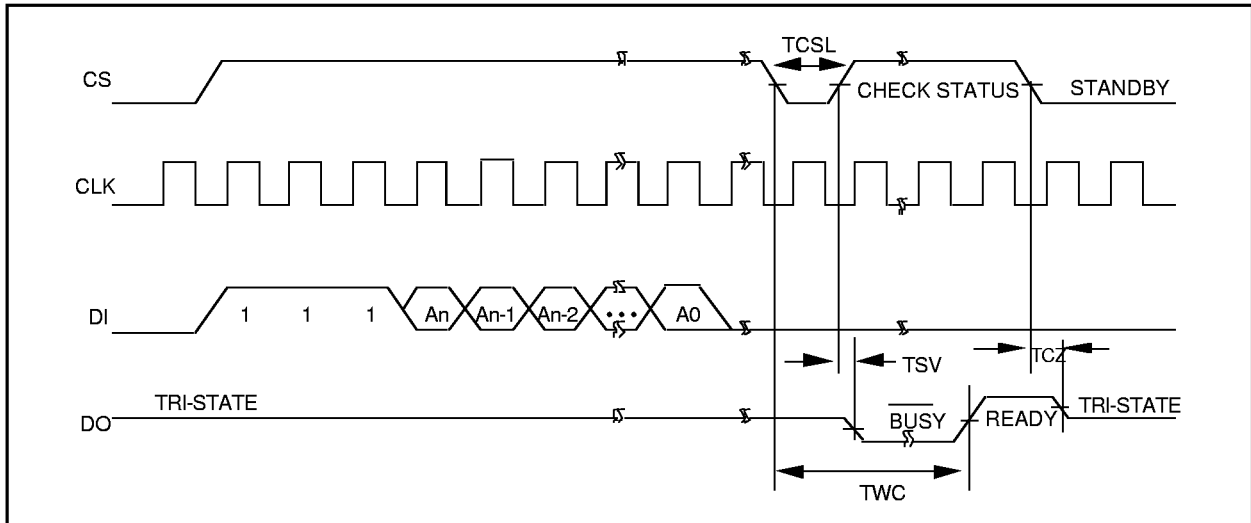 TCSL
CS
CHECK STATUS
STANDBY
CLK
DI
1 1 1 An An-1 An-2 ••• A0
TSV
TCZ
DO
TRI-STATE
BUSY
READY
TRI-STATE
TWC